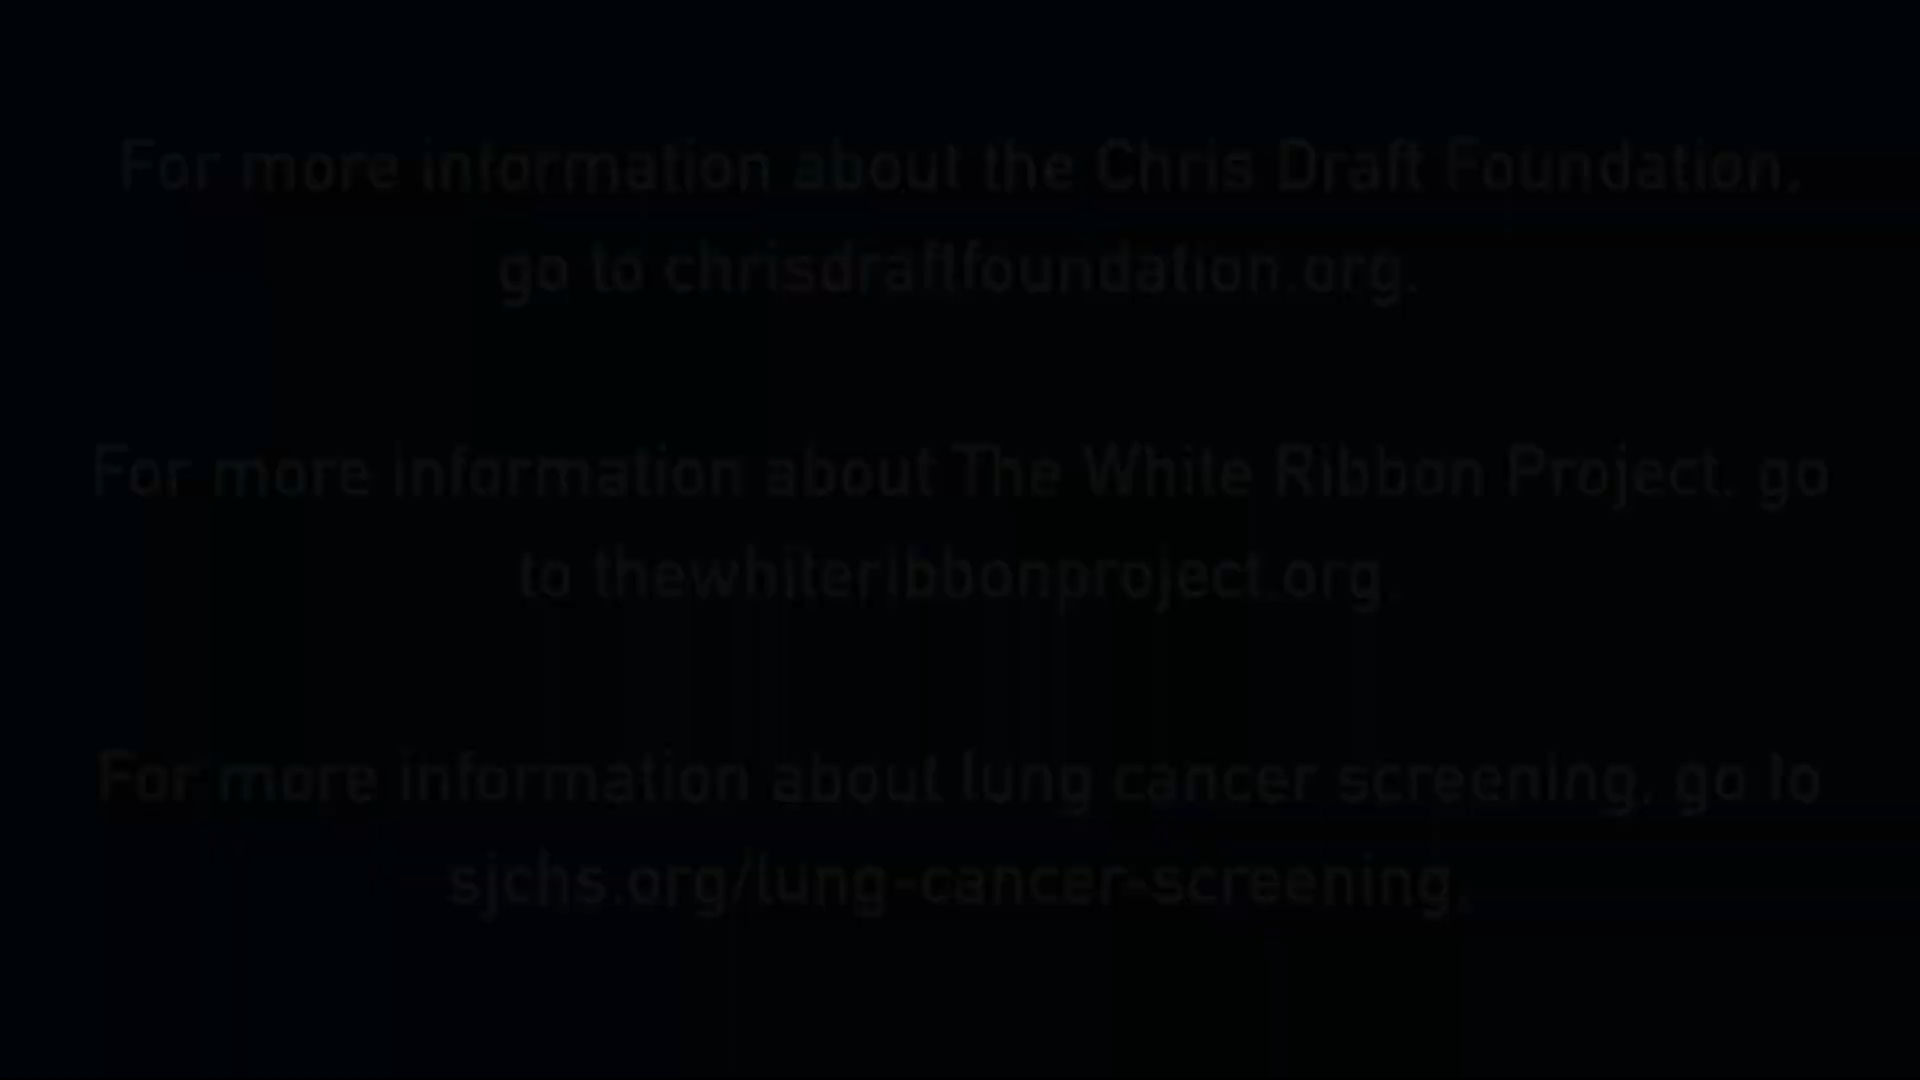 For more information about the Chris Draft Foundation,
go to chrisdraftfoundation.org.
For more information about The White Ribbon Project, go
to thewhiteribbonproject.org.
For more information about lung cancer screening, go to
sjchs.org/lung-cancer-screening.